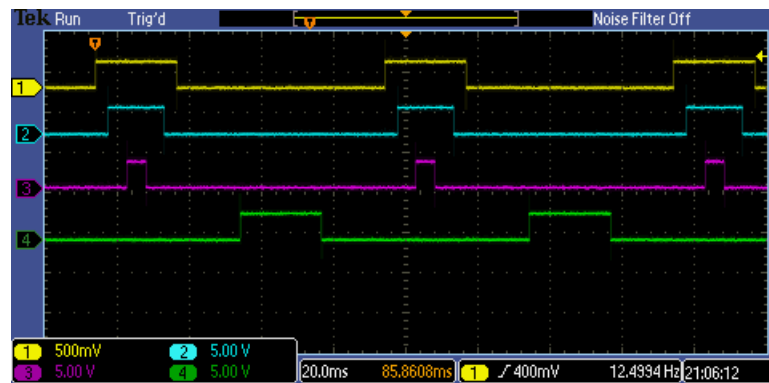 Tek Run Trig'd Noise Filter Off
T T
1
2
3
4
1 500mV 2 5.00 V
3 5.00 V 4 5.00 V
20.0ms 85.8608ms 1 / 400mV 12.4994 Hz 21:06:12